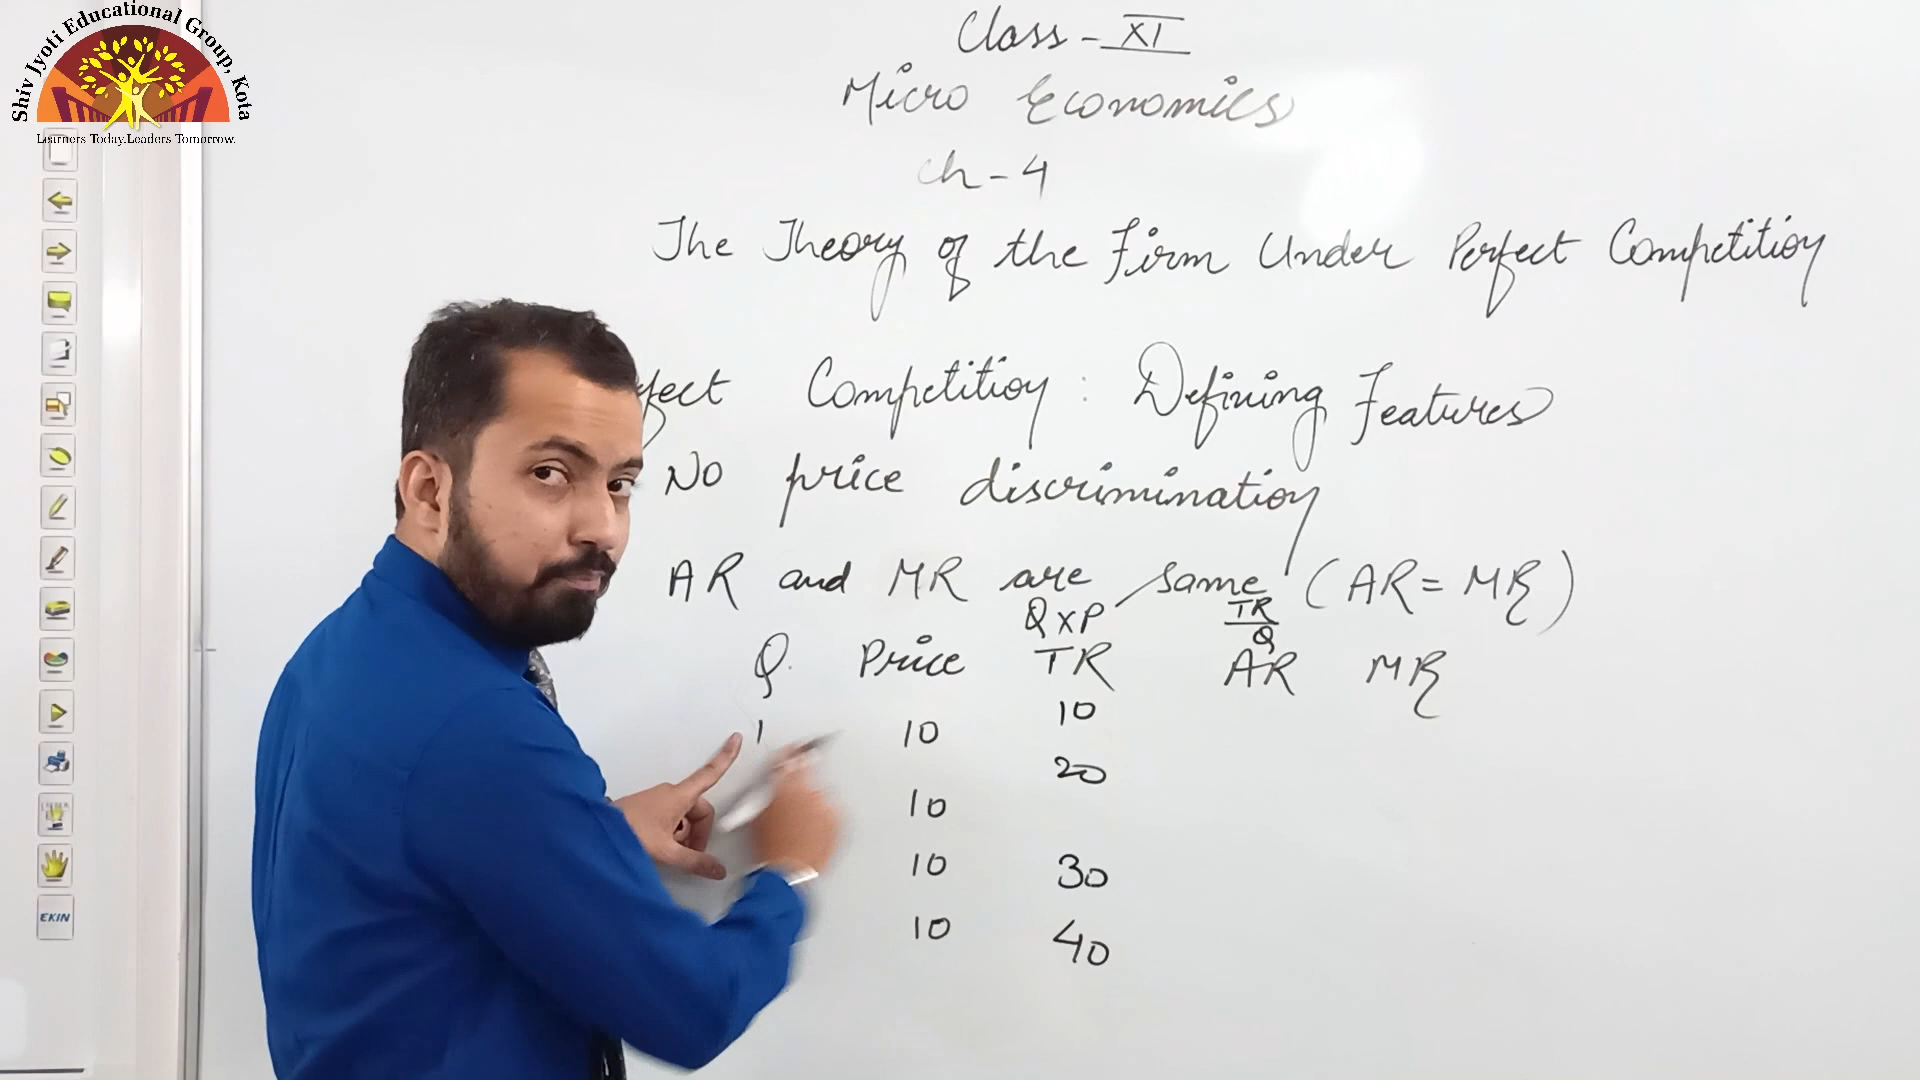 Shiv Jyoti Educational Group, Kota
Learners Today.Leaders Tomorrow.
Class - XI
Micro Economics
Ch - 4
The Theory of the Firm Under Perfect Competition
fect Competition : Defining Features
No price discrimination
AR and MR are same (AR = MR)
Q X P TR/Q
Q. Price TR AR MR
1 10 10
10 20
10 30
10 40
EKIN